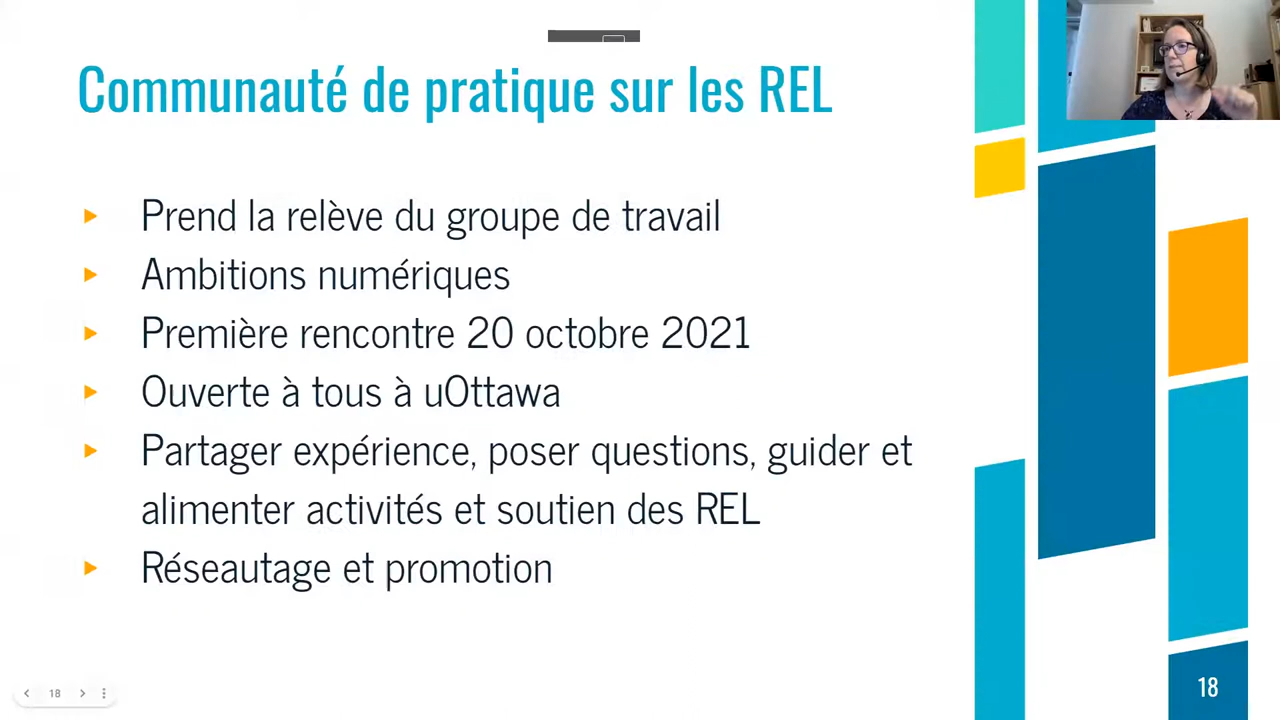 Communauté de pratique sur les REL
Prend la relève du groupe de travail
Ambitions numériques
Première rencontre 20 octobre 2021
Ouverte à tous à uOttawa
Partager expérience, poser questions, guider et
alimenter activités et soutien des REL
Réseautage et promotion
18
18